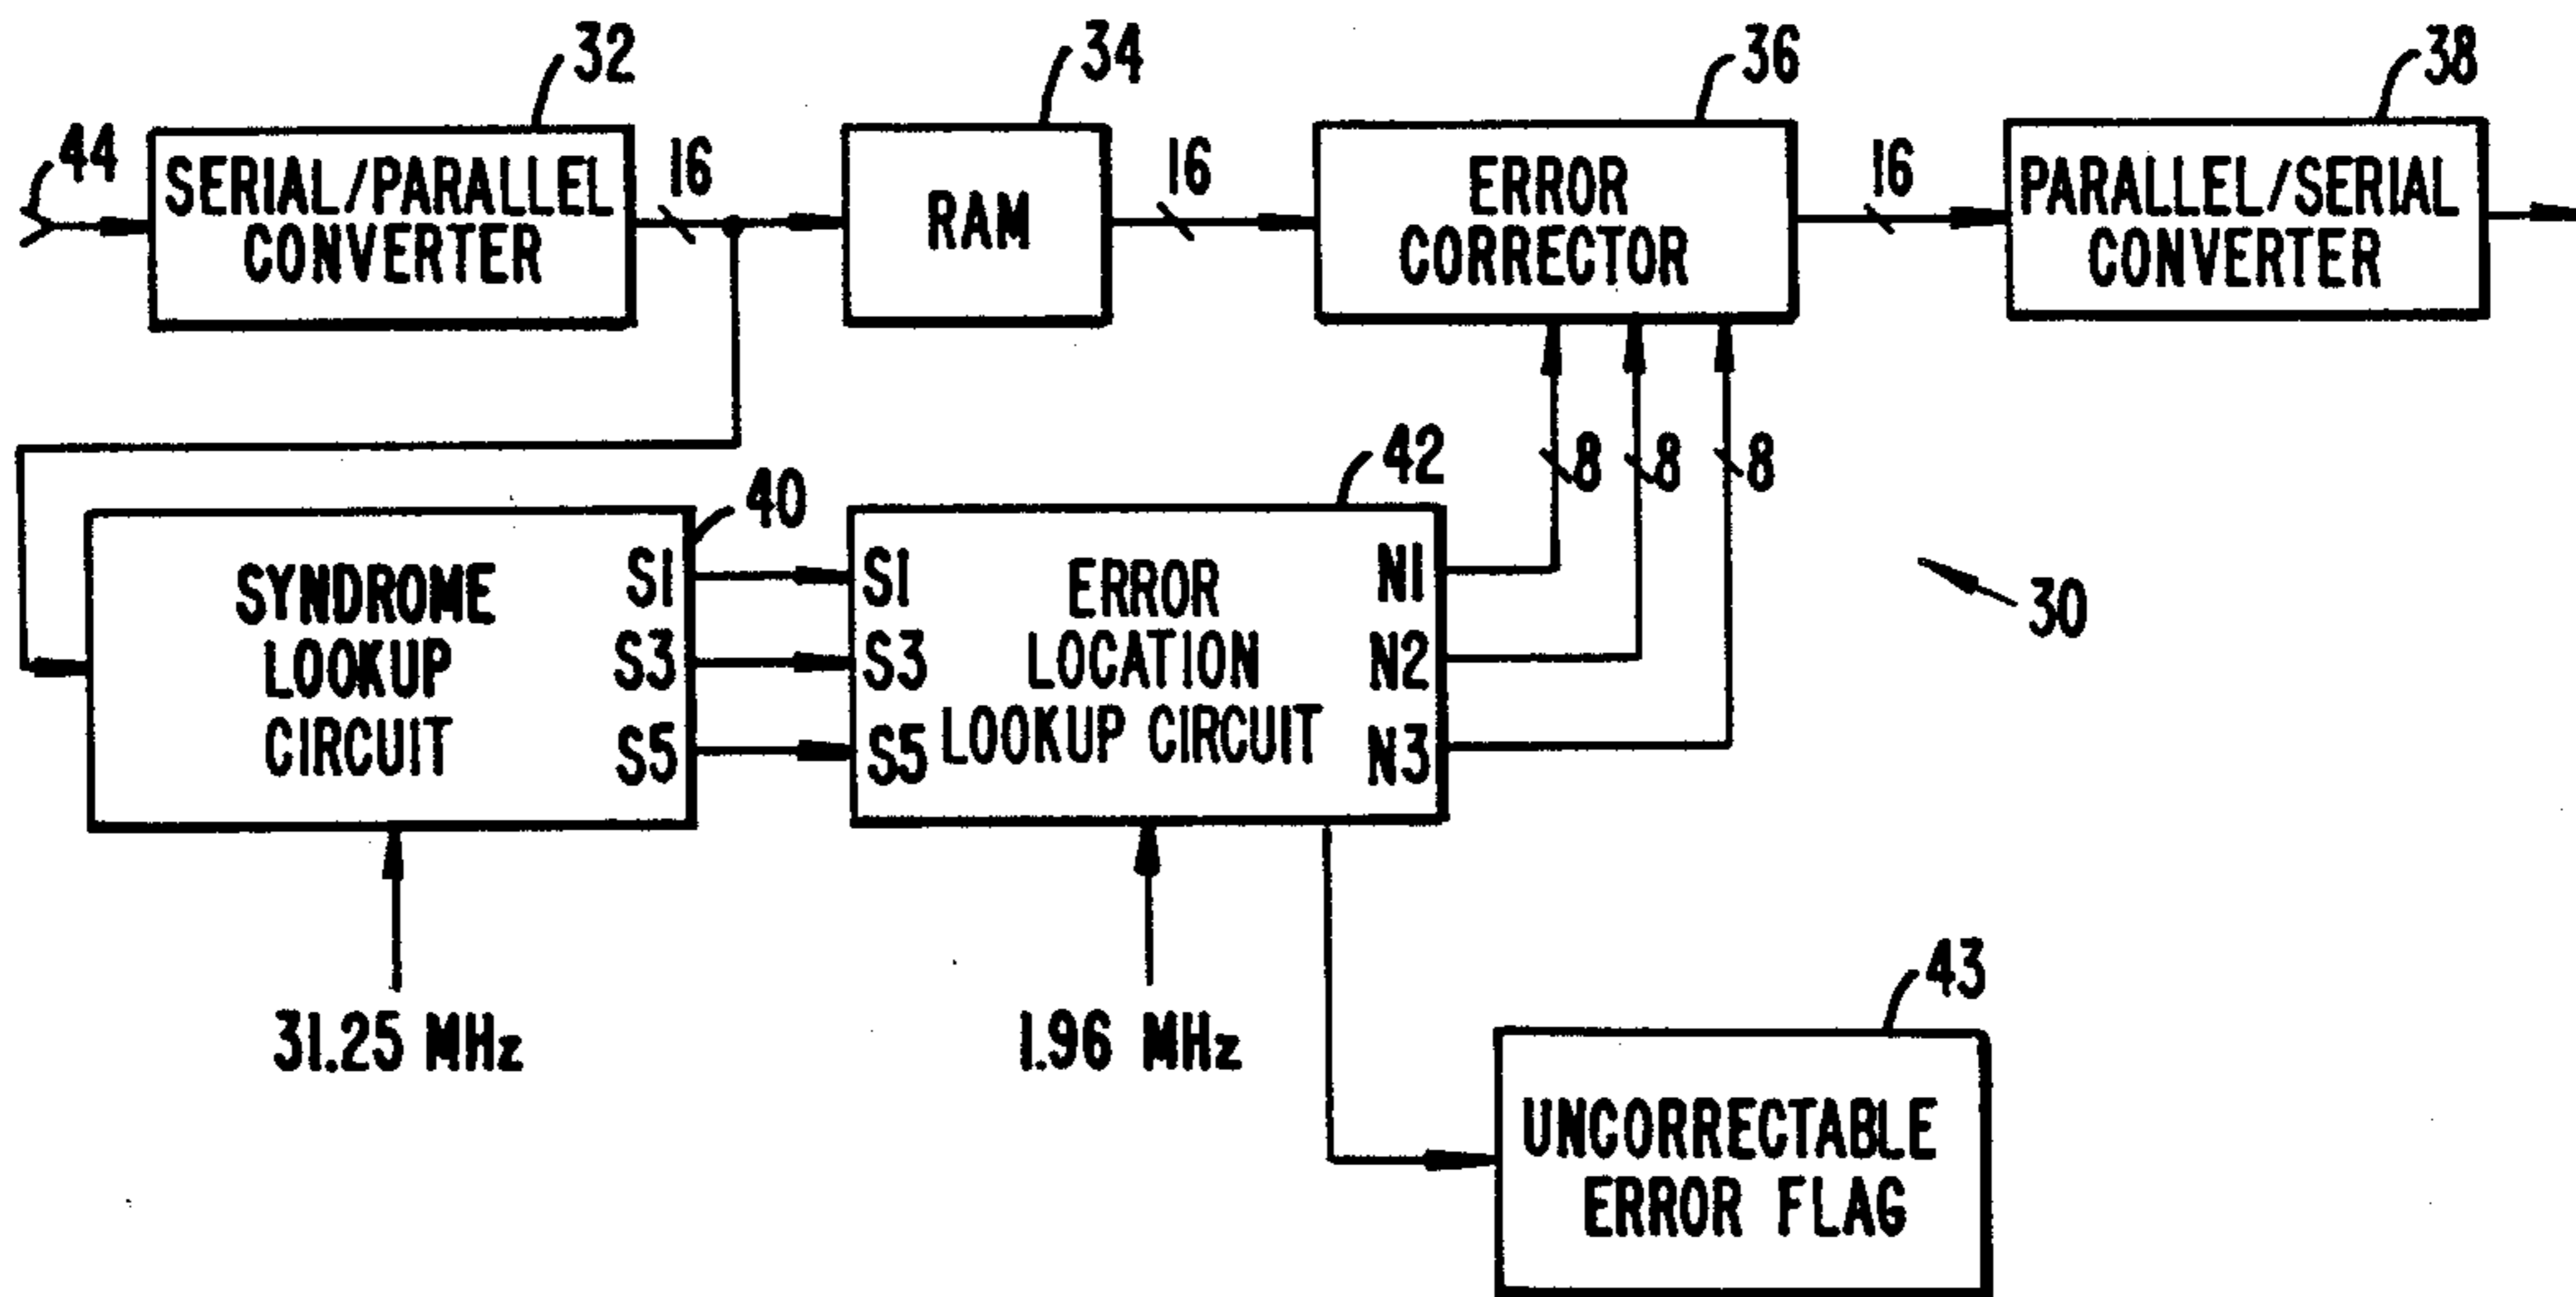 32
34
36
38
44
SERIAL/PARALLEL
CONVERTER
16
RAM
16
ERROR
CORRECTOR
16
PARALLEL/SERIAL
CONVERTER
8
8
8
40
42
SYNDROME
LOOKUP
CIRCUIT
S1
S3
S5
S1
S3
S5
ERROR
LOCATION
LOOKUP CIRCUIT
N1
N2
N3
30
31.25 MHz
1.96 MHz
43
UNCORRECTABLE
ERROR FLAG